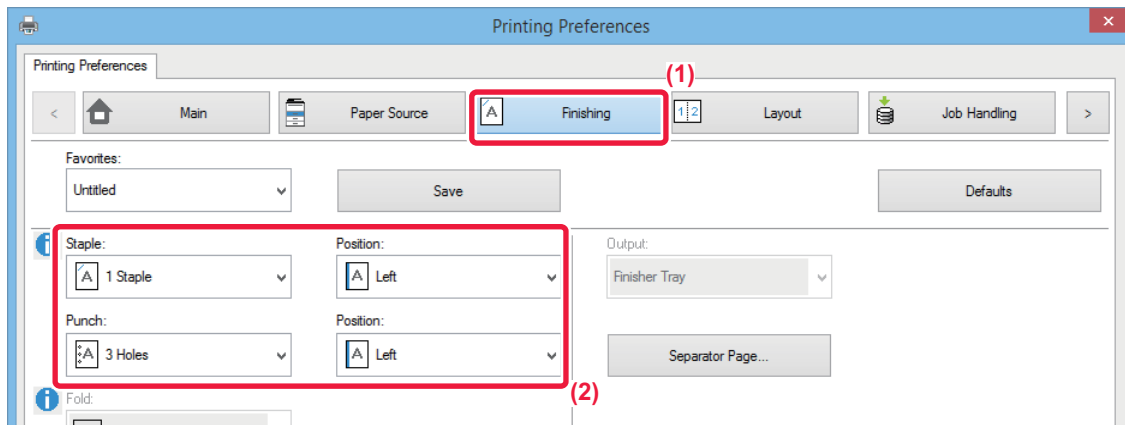 Printing Preferences
Printing Preferences
(1)
< Main Paper Source Finishing Layout Job Handling >
Favorites:
Untitled Save Defaults
Staple: Position: Output:
1 Staple Left Finisher Tray
Punch: Position:
3 Holes Left Separator Page...
(2)
Fold: